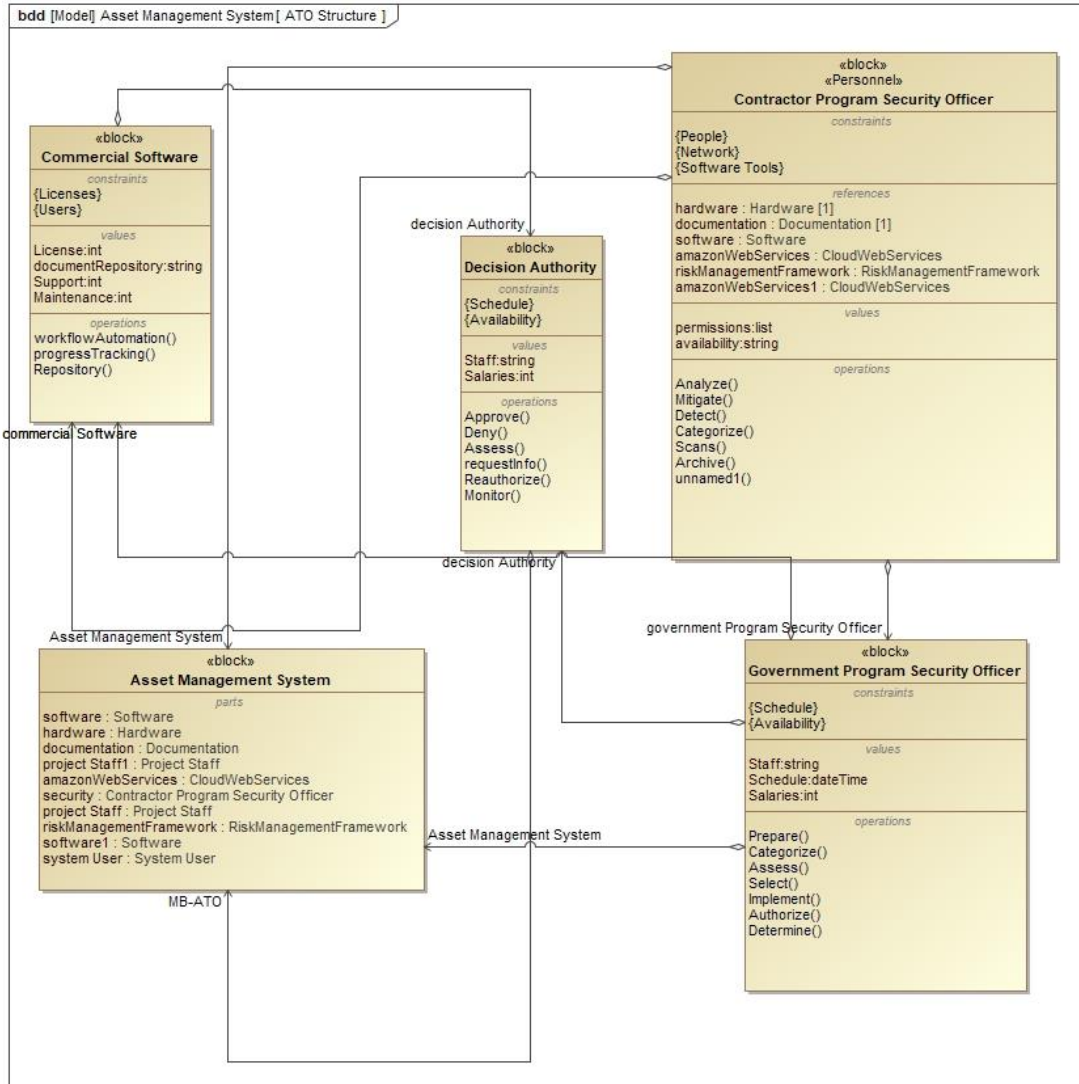 bdd [Model] Asset Management System[ ATO Structure ]
«block»
«Personnel»
Contractor Program Security Officer
constraints
{People}
{Network}
{Software Tools}
references
hardware : Hardware [1]
documentation : Documentation [1]
software : Software
amazonWebServices : CloudWebServices
riskManagementFramework : RiskManagementFramework
amazonWebServices1 : CloudWebServices
values
permissions:list
availability:string
operations
Analyze()
Mitigate()
Detect()
Categorize()
Scans()
Archive()
unnamed1()
«block»
Commercial Software
constraints
{Licenses}
{Users}
values
License:int
documentRepository:string
Support:int
Maintenance:int
operations
workflowAutomation()
progressTracking()
Repository()
commercial Software
decision Authority
«block»
Decision Authority
constraints
{Schedule}
{Availability}
values
Staff:string
Salaries:int
operations
Approve()
Deny()
Assess()
requestInfo()
Reauthorize()
Monitor()
decision Authority
Asset Management System
«block»
Asset Management System
parts
software : Software
hardware : Hardware
documentation : Documentation
project Staff1 : Project Staff
amazonWebServices : CloudWebServices
security : Contractor Program Security Officer
project Staff : Project Staff
riskManagementFramework : RiskManagementFramework
software1 : Software
system User : System User
MB-ATO
Asset Management System
government Program Security Officer
«block»
Government Program Security Officer
constraints
{Schedule}
{Availability}
values
Staff:string
Schedule:dateTime
Salaries:int
operations
Prepare()
Categorize()
Assess()
Select()
Implement()
Authorize()
Determine()